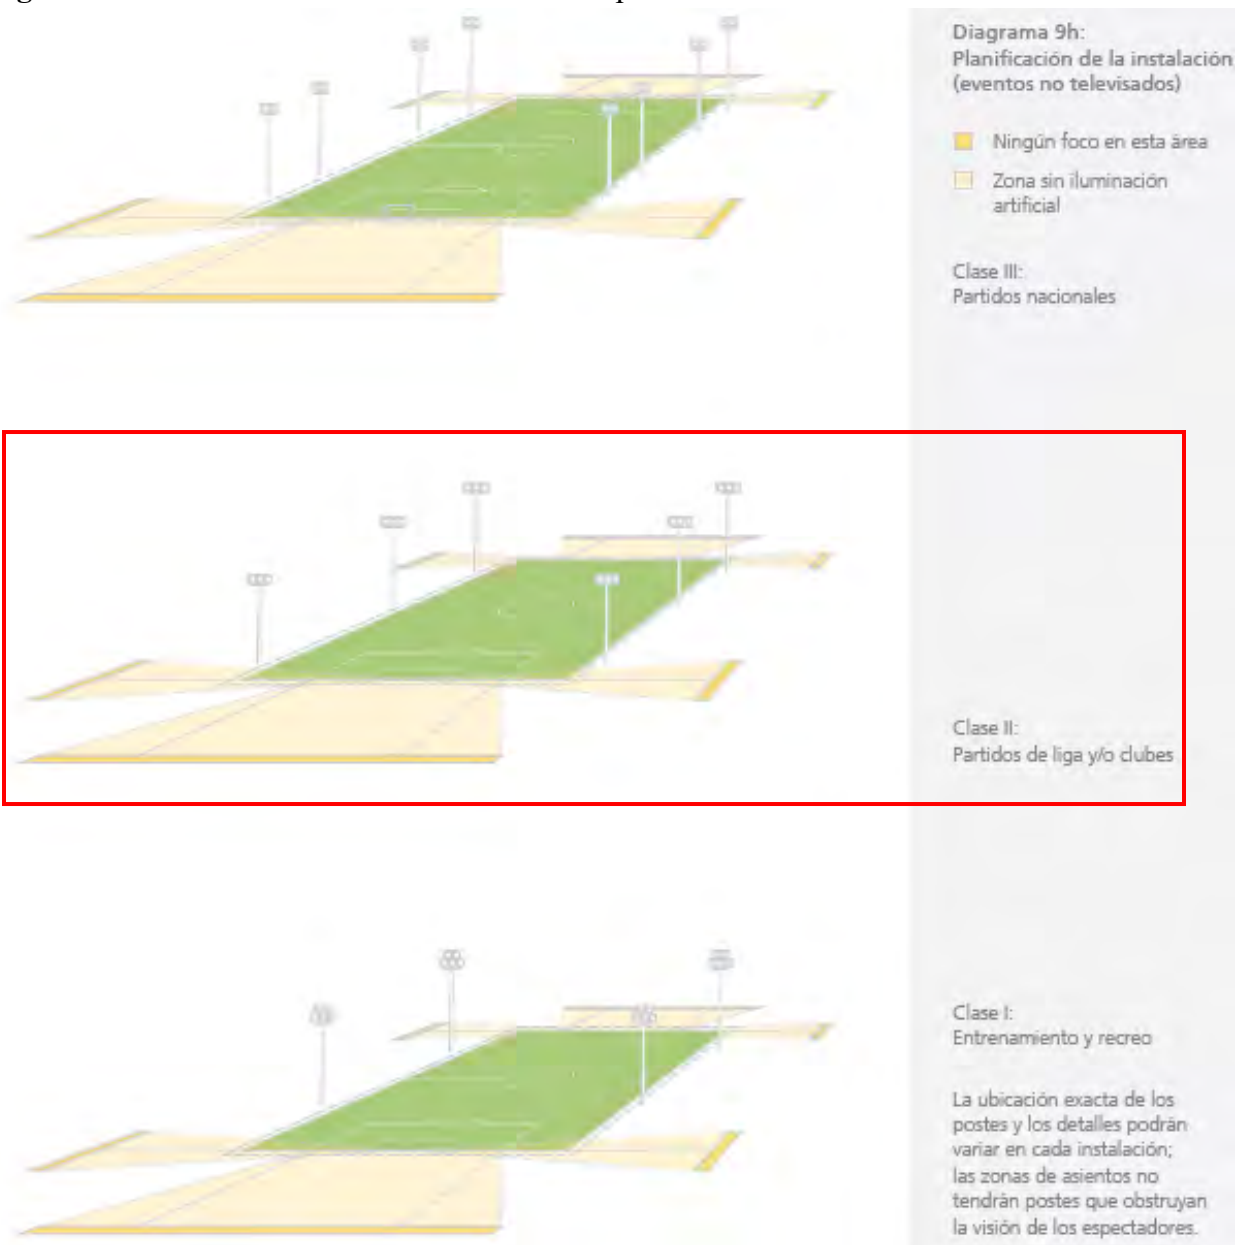 Diagrama 9h:
Planificación de la instalación
(eventos no televisados)
Ningún foco en esta área
Zona sin iluminación
artificial
Clase III:
Partidos nacionales
Clase II:
Partidos de liga y/o clubes
Clase I:
Entrenamiento y recreo
La ubicación exacta de los
postes y los detalles podrán
variar en cada instalación;
las zonas de asientos no
tendrán postes que obstruyan
la visión de los espectadores.